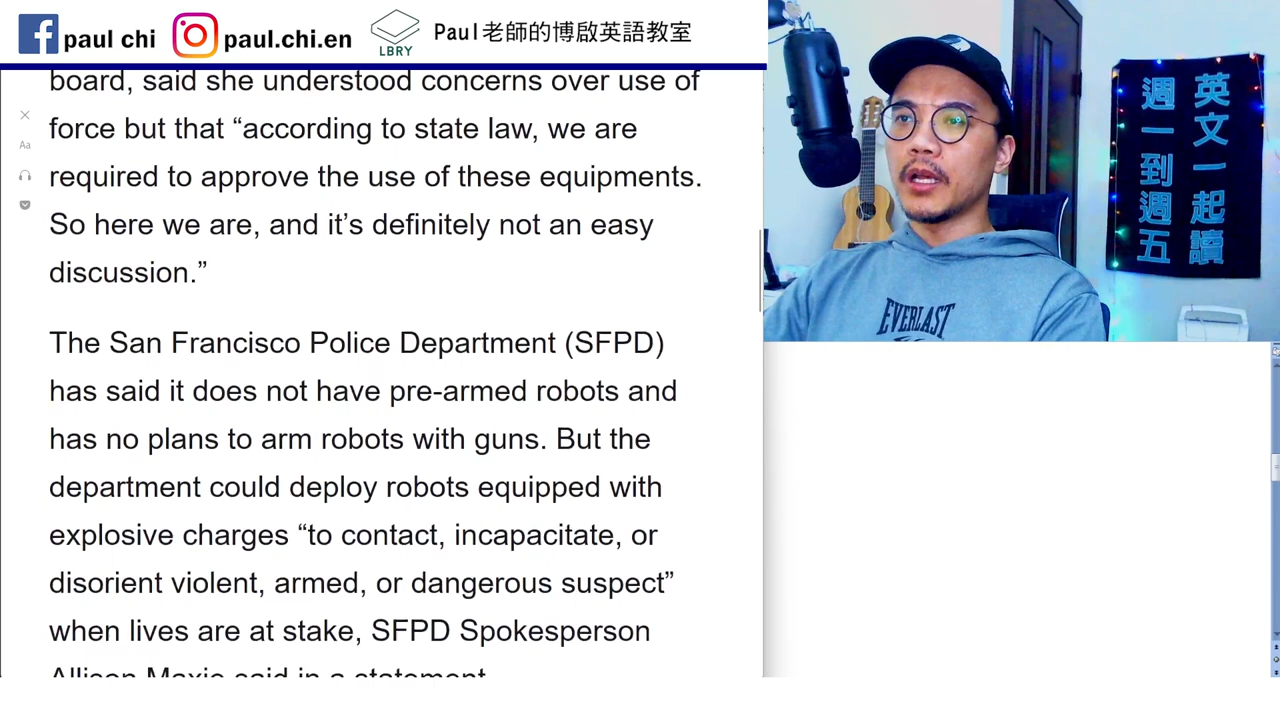 paul chi
paul.chi.en
LBRY
Paul老師的博啟英語教室
board, said she understood concerns over use of
force but that “according to state law, we are
required to approve the use of these equipments.
So here we are, and it’s definitely not an easy
discussion.”
The San Francisco Police Department (SFPD)
has said it does not have pre-armed robots and
has no plans to arm robots with guns. But the
department could deploy robots equipped with
explosive charges “to contact, incapacitate, or
disorient violent, armed, or dangerous suspect”
when lives are at stake, SFPD Spokesperson
Allison Maxie said in a statement
Aa
EVERLAST
英文一起讀
週一到週五